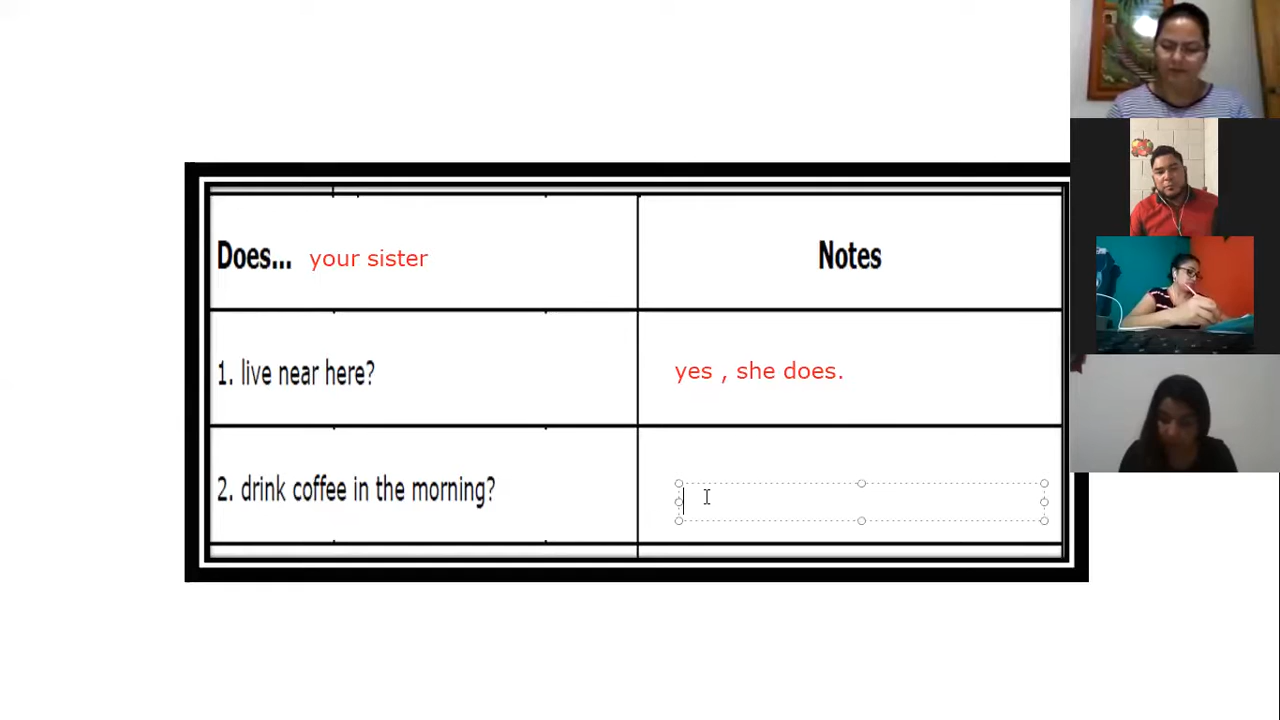 Does... your sister
Notes
1. live near here?
yes , she does.
2. drink coffee in the morning?